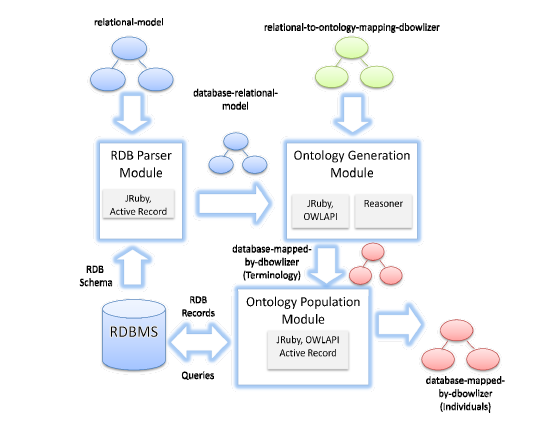 relational-model
relational-to-ontology-mapping-dbowlizer
database-relational-
model
RDB Parser
Module
JRuby,
Active Record
Ontology Generation
Module
JRuby,
OWLAPI
Reasoner
database-mapped-
by-dbowlizer
(Terminology)
RDB
Schema
RDBMS
RDB
Records
Queries
Ontology Population
Module
JRuby, OWLAPI
Active Record
database-mapped-
by-dbowlizer
(Individuals)